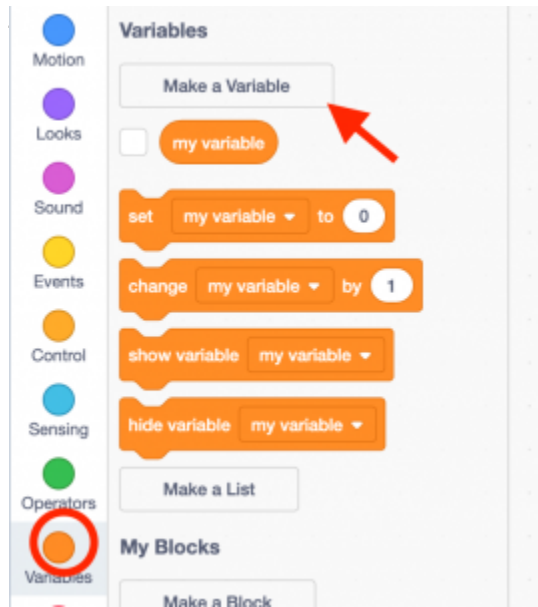 Motion
Looks
Sound
Events
Control
Sensing
Operators
Variables
Variables
Make a Variable
my variable
set my variable to 0
change my variable by 1
show variable my variable
hide variable my variable
Make a List
My Blocks
Make a Block